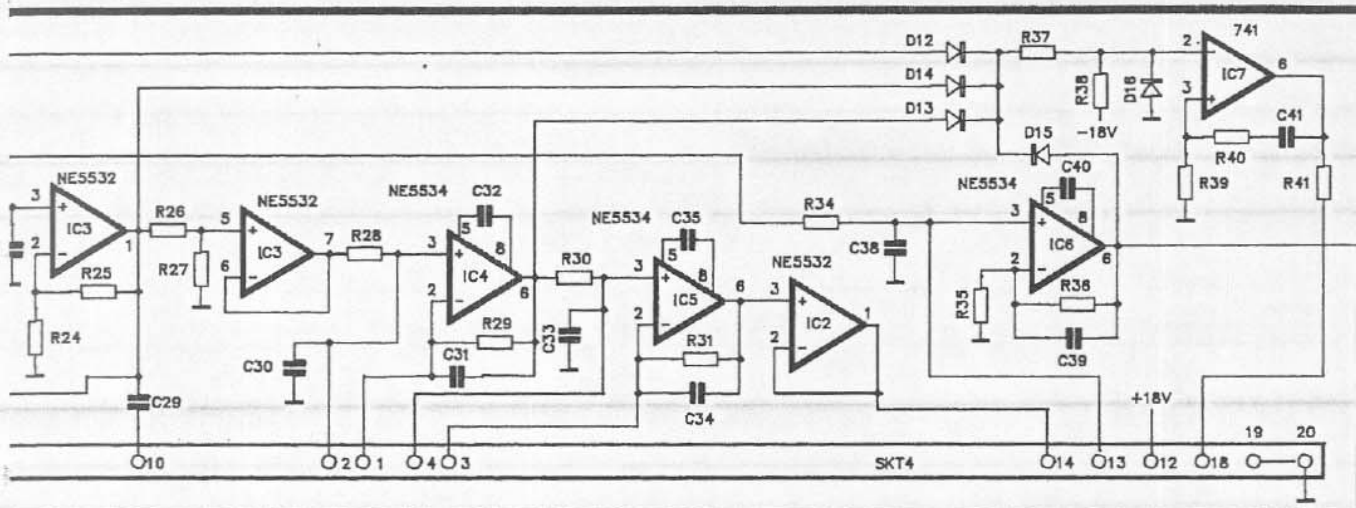 741
D12
R37
2
6
D14
IC7
R38
D16
3
C41
D13
−18V
D15
R40
C40
R39
R41
NE5532
NE5534
C32
NE5534
NE5532
3
R26
5
NE5534
C35
R34
5
8
IC3
5
8
3
IC6
1
7
R28
3
C38
2
6
2
R25
R27
6
IC3
IC4
R30
5
8
NE5532
R35
R36
2
6
3
IC5
6
3
1
R24
C33
2
IC2
C39
R29
R31
2
C30
C31
C29
C34
+18V
19
20
10
2
1
4
3
SKT4
14
13
12
18